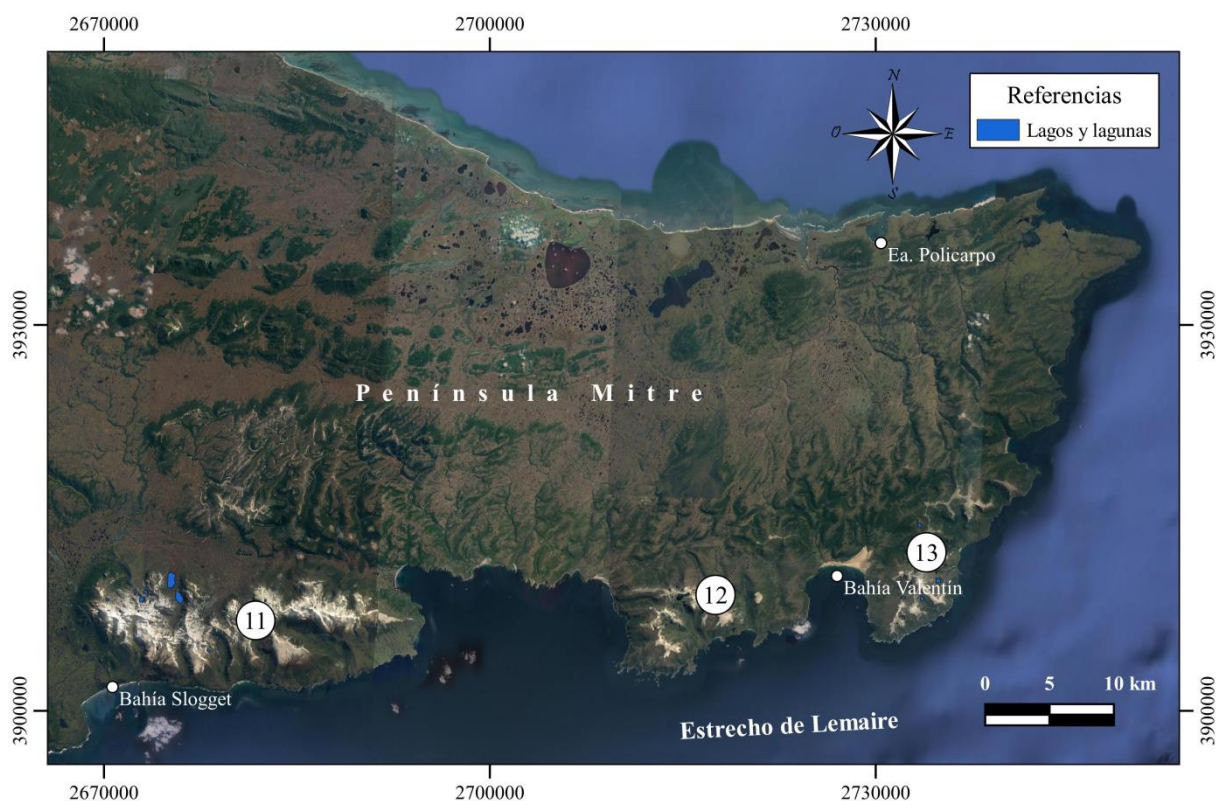 2670000
2700000
2730000
N
O
E
S
Referencias
Lagos y lagunas
Ea. Policarpo
3930000
3930000
Península Mitre
13
12
Bahía Valentín
11
Bahía Slogget
0 5 10 km
3900000
3900000
Estrecho de Lemaire
2670000
2700000
2730000